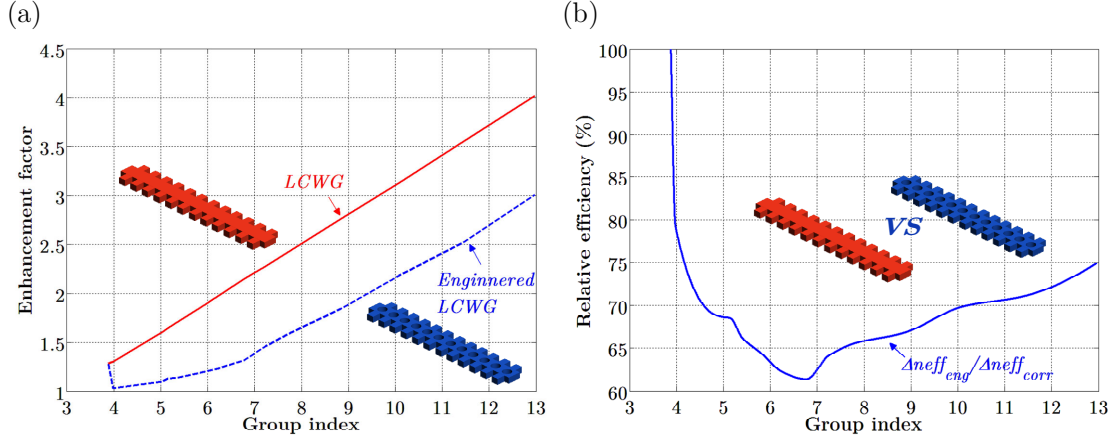 (a)
4.5
4
3.5
3
2.5
2
1.5
1
3 4 5 6 7 8 9 10 11 12 13
Enhancement factor
Group index
LCWG
Enginnered
LCWG
(b)
100
95
90
85
80
75
70
65
60
3 4 5 6 7 8 9 10 11 12 13
Relative efficiency (%)
Group index
VS
Δneff_eng/Δneff_corr